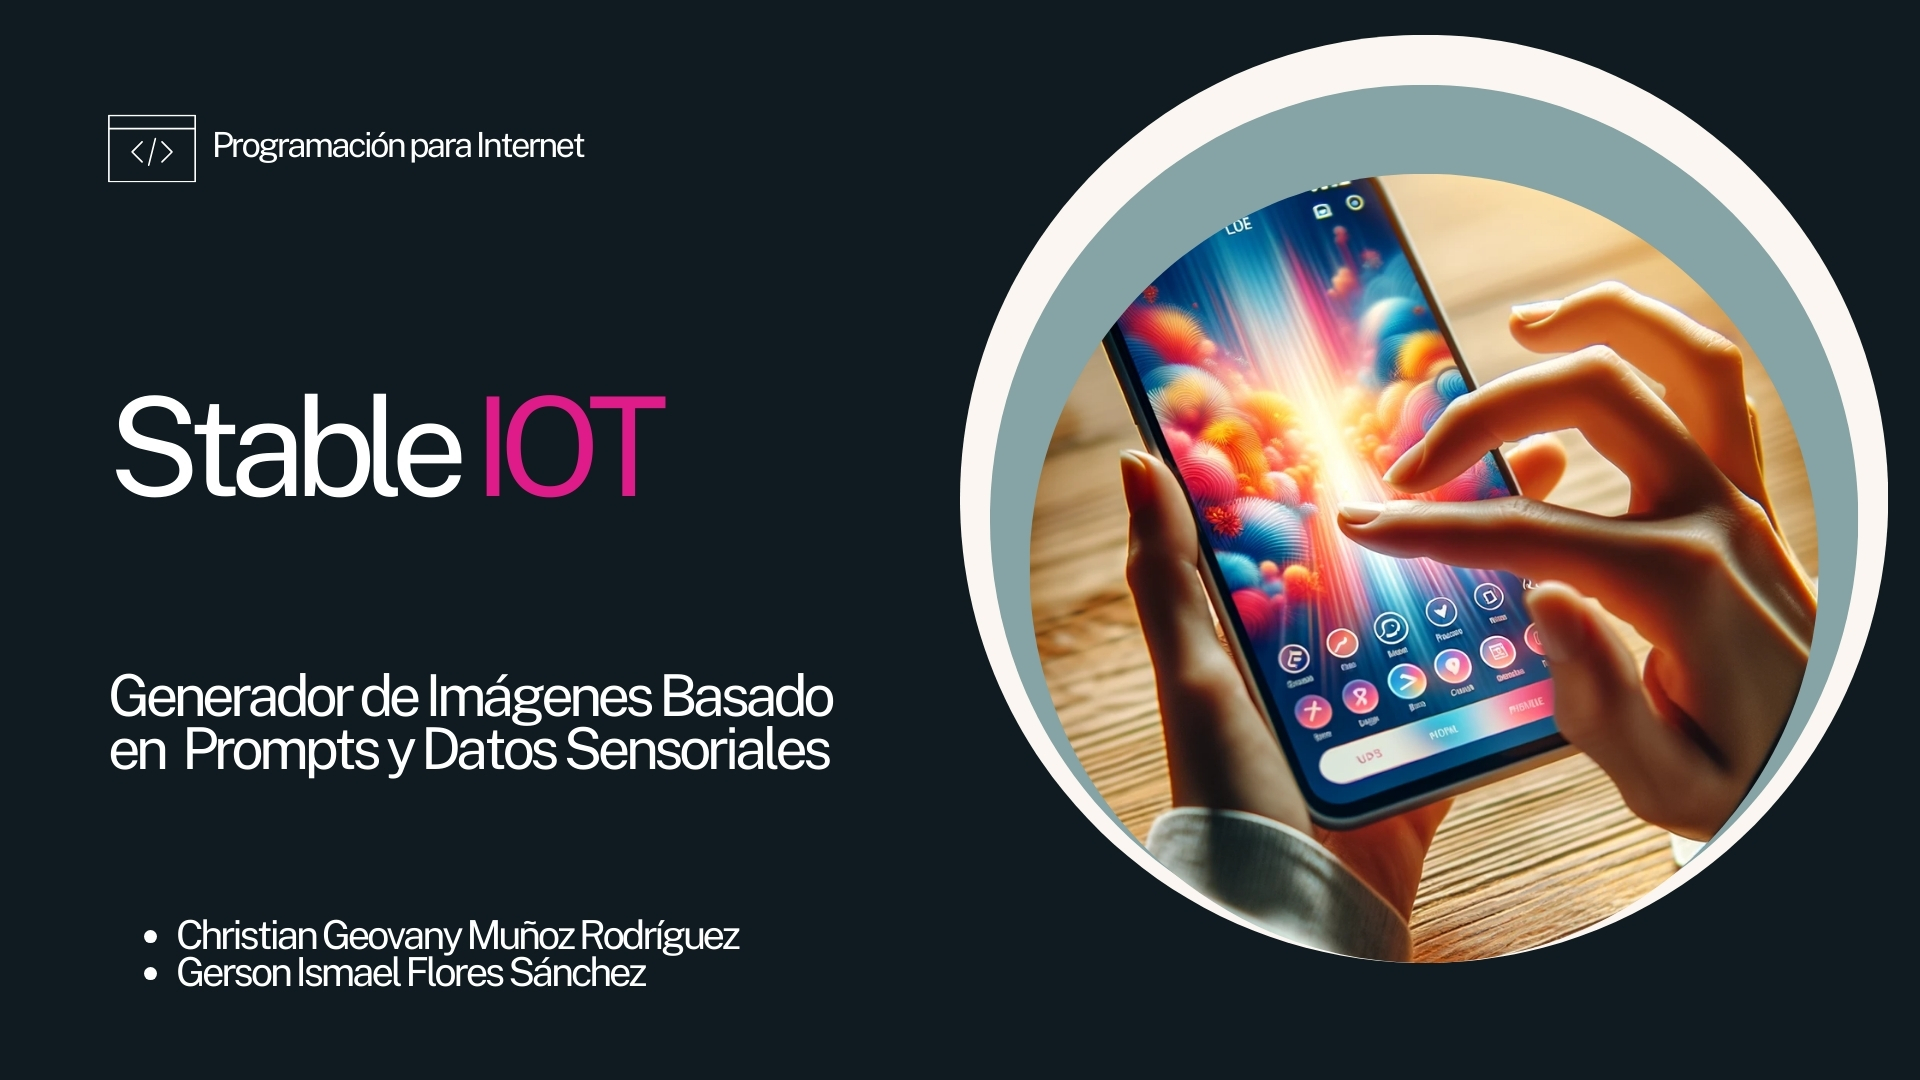 </>
Programación para Internet
Stable IOT
Generador de Imágenes Basado
en Prompts y Datos Sensoriales
• Christian Geovany Muñoz Rodríguez
• Gerson Ismael Flores Sánchez
LOE